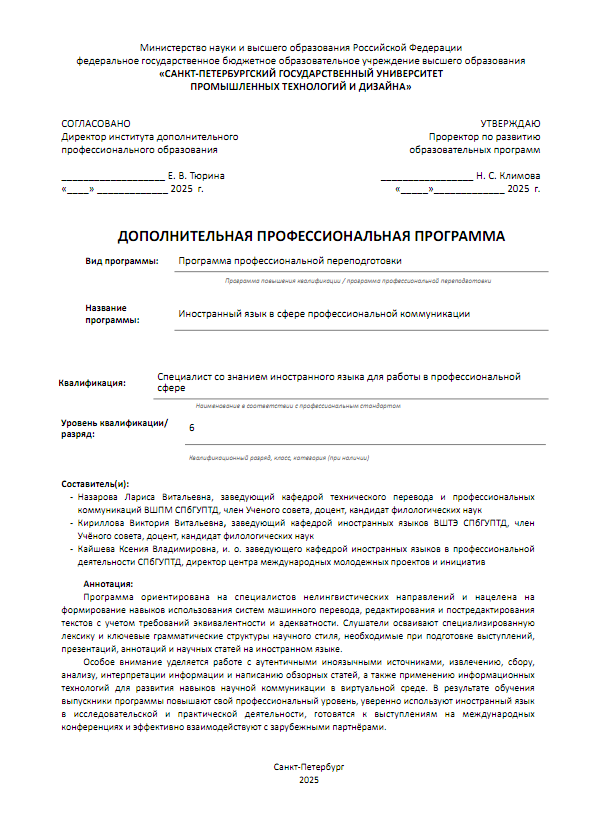 Министерство науки и высшего образования Российской Федерации
федеральное государственное бюджетное образовательное учреждение высшего образования
«САНКТ-ПЕТЕРБУРГСКИЙ ГОСУДАРСТВЕННЫЙ УНИВЕРСИТЕТ
ПРОМЫШЛЕННЫХ ТЕХНОЛОГИЙ И ДИЗАЙНА»
СОГЛАСОВАНО
Директор института дополнительного
профессионального образования
____________________ Е. В. Тюрина
«____» ______________ 2025 г.
УТВЕРЖДАЮ
Проректор по развитию
образовательных программ
__________________ Н. С. Климова
«_____»______________ 2025 г.
ДОПОЛНИТЕЛЬНАЯ ПРОФЕССИОНАЛЬНАЯ ПРОГРАММА
Вид программы: Программа профессиональной переподготовки
Программа повышения квалификации / программа профессиональной переподготовки
Название
программы: Иностранный язык в сфере профессиональной коммуникации
Квалификация: Специалист со знанием иностранного языка для работы в профессиональной
сфере
Наименование в соответствии с профессиональным стандартом
Уровень квалификации/
разряд: 6
Квалификационный разряд, класс, категория (при наличии)
Составитель(и):
- Назарова Лариса Витальевна, заведующий кафедрой технического перевода и профессиональных
коммуникаций ВШПМ СПбГУПТД, член Ученого совета, доцент, кандидат филологических наук
- Кириллова Виктория Витальевна, заведующий кафедрой иностранных языков ВШТЭ СПбГУПТД, член
Учёного совета, доцент, кандидат филологических наук
- Кайшева Ксения Владимировна, и. о. заведующего кафедрой иностранных языков в профессиональной
деятельности СПбГУПТД, директор центра международных молодежных проектов и инициатив
Аннотация:
Программа ориентирована на специалистов нелингвистических направлений и нацелена на
формирование навыков использования систем машинного перевода, редактирования и постредактирования
текстов с учетом требований эквивалентности и адекватности. Слушатели осваивают специализированную
лексику и ключевые грамматические структуры научного стиля, необходимые при подготовке выступлений,
презентаций, аннотаций и научных статей на иностранном языке.
Особое внимание уделяется работе с аутентичными иноязычными источниками, извлечению, сбору,
анализу, интерпретации информации и написанию обзорных статей, а также применению информационных
технологий для развития навыков научной коммуникации в виртуальной среде. В результате обучения
выпускники программы повышают свой профессиональный уровень, уверенно используют иностранный язык
в исследовательской и практической деятельности, готовятся к выступлениям на международных
конференциях и эффективно взаимодействуют с зарубежными партнёрами.
Санкт-Петербург
2025